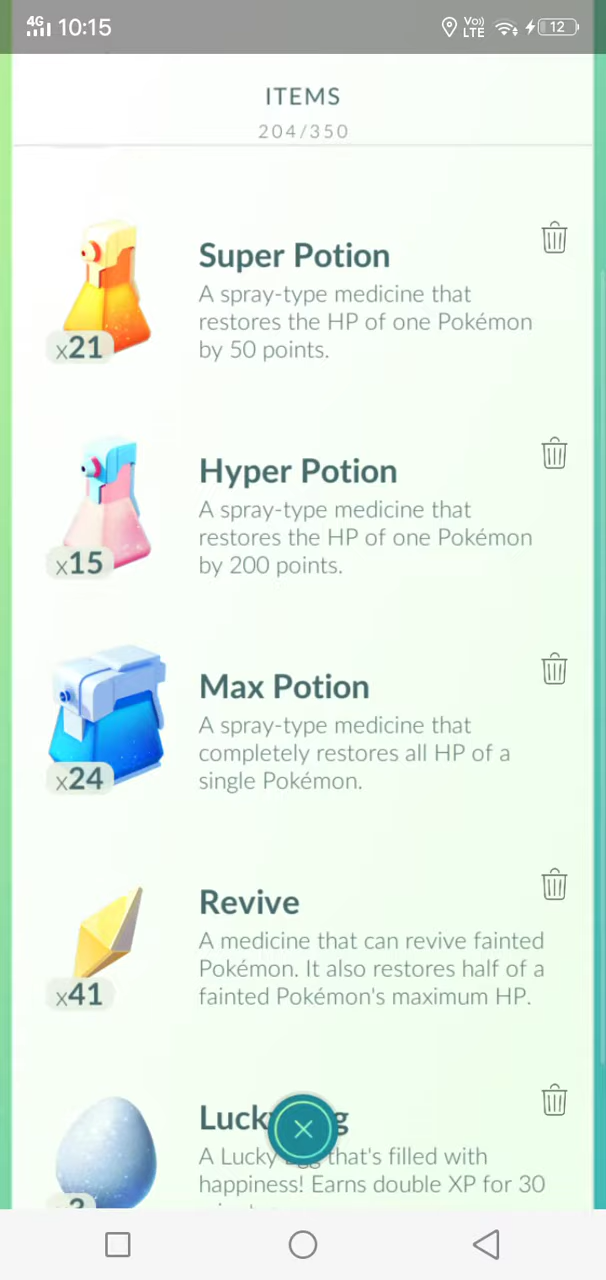 4G 10:15 Vo)) LTE 12
ITEMS
204/350
Super Potion
A spray-type medicine that
restores the HP of one Pokémon
by 50 points.
x21
Hyper Potion
A spray-type medicine that
restores the HP of one Pokémon
by 200 points.
x15
Max Potion
A spray-type medicine that
completely restores all HP of a
single Pokémon.
x24
Revive
A medicine that can revive fainted
Pokémon. It also restores half of a
fainted Pokémon's maximum HP.
x41
A Lucky that's filled with
happiness! Earns double XP for 30